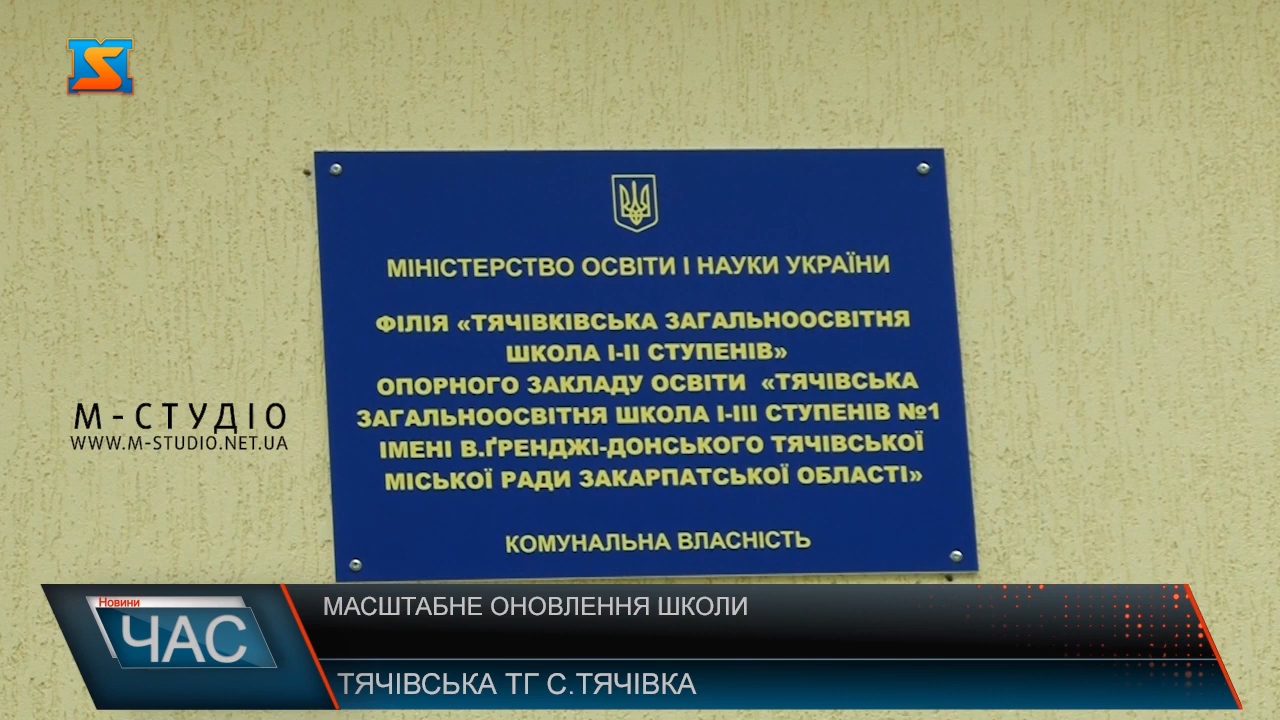 МІНІСТЕРСТВО ОСВІТИ І НАУКИ УКРАЇНИ
ФІЛІЯ «ТЯЧІВКІВСЬКА ЗАГАЛЬНООСВІТНЯ
ШКОЛА І-ІІ СТУПЕНІВ»
ОПОРНОГО ЗАКЛАДУ ОСВІТИ «ТЯЧІВСЬКА
ЗАГАЛЬНООСВІТНЯ ШКОЛА І-ІІІ СТУПЕНІВ №1
ІМЕНІ В.ҐРЕНДЖІ-ДОНСЬКОГО ТЯЧІВСЬКОЇ
МІСЬКОЇ РАДИ ЗАКАРПАТСЬКОЇ ОБЛАСТІ»
КОМУНАЛЬНА ВЛАСНІСТЬ
М-СТУДІО
WWW.M-STUDIO.NET.UA
Новини
ЧАС
МАСШТАБНЕ ОНОВЛЕННЯ ШКОЛИ
ТЯЧІВСЬКА ТГ С.ТЯЧІВКА